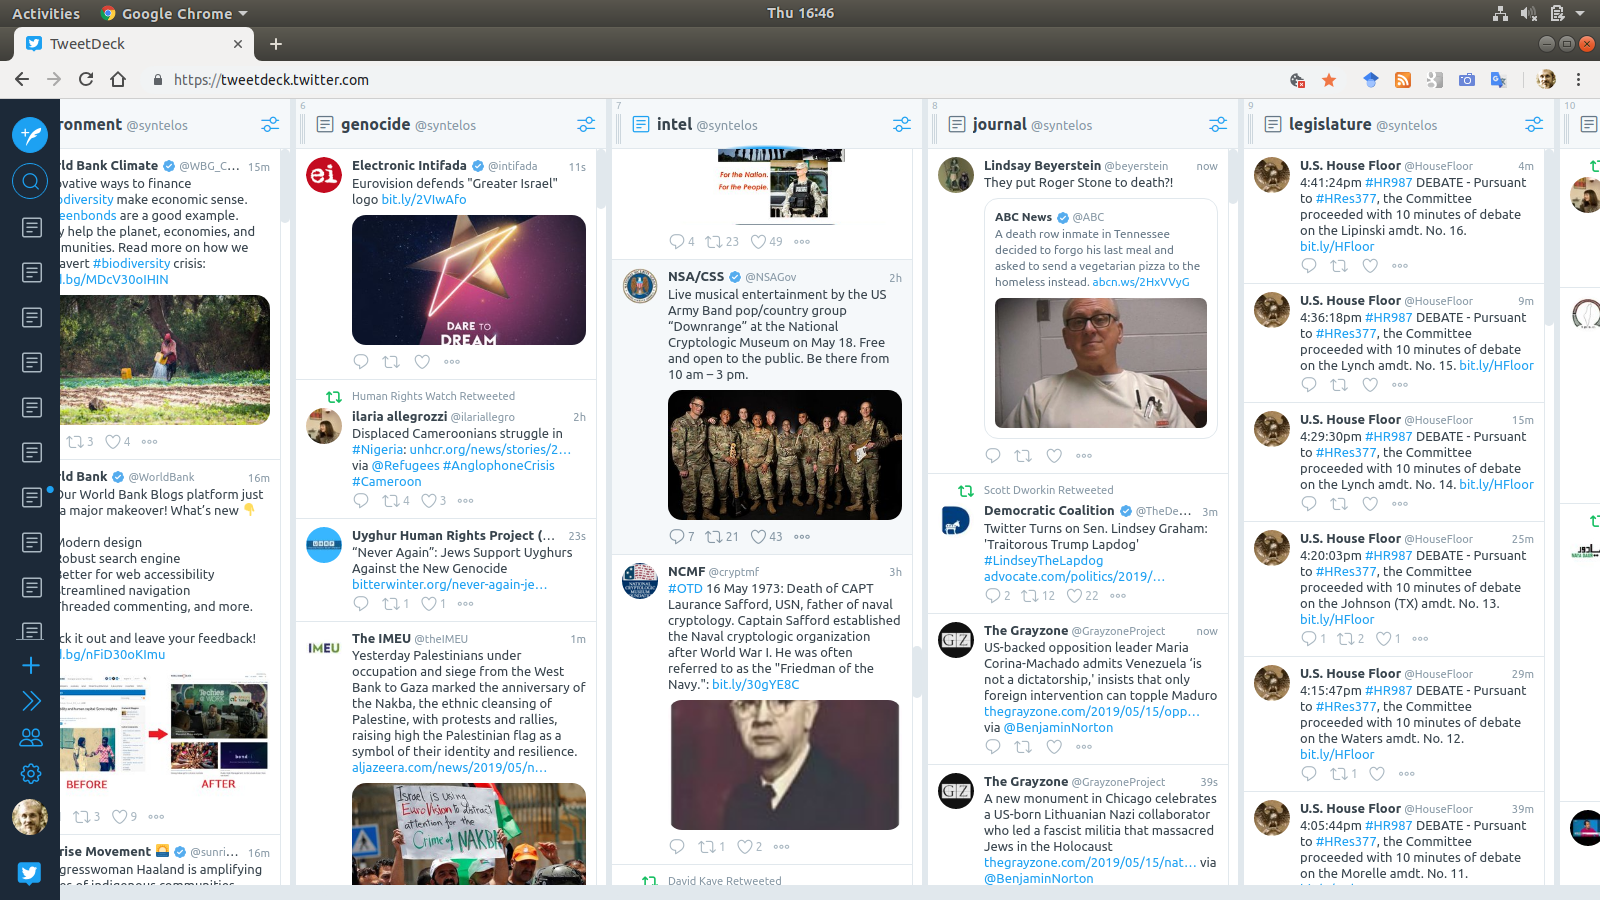 Activities
Google Chrome
Thu 16:46
TweetDeck
https://tweetdeck.twitter.com
ronment @syntelos
ld Bank Climate @WBG_C... 15m
ovative ways to finance
odiversity make economic sense.
eenbonds are a good example.
y help the planet, economies, and
mmunities. Read more on how we
avert #biodiversity crisis:
l.bg/MDcV30oIHIN
3 4
ld Bank @WorldBank 16m
Our World Bank Blogs platform just
a major makeover! What's new 👇
Modern design
Robust search engine
Better for web accessibility
Streamlined navigation
Threaded commenting, and more.
ck it out and leave your feedback!
l.bg/nFiD30oKImu
BEFORE AFTER
3 9
rise Movement @sunri... 16m
gresswoman Haaland is amplifying
6
genocide @syntelos
Electronic Intifada @intifada 11s
Eurovision defends "Greater Israel"
logo bit.ly/2VIwAfo
DARE TO
DREAM
Human Rights Watch Retweeted
ilaria allegrozzi @ilariallegro 2h
Displaced Cameroonians struggle in
#Nigeria: unhcr.org/news/stories/2...
via @Refugees #AnglophoneCrisis
#Cameroon
4 3
Uyghur Human Rights Project (... 23s
“Never Again”: Jews Support Uyghurs
Against the New Genocide
bitterwinter.org/never-again-je...
1 1
IMEU
The IMEU @theIMEU 1m
Yesterday Palestinians under
occupation and siege from the West
Bank to Gaza marked the anniversary of
the Nakba, the ethnic cleansing of
Palestine, with protests and rallies,
raising high the Palestinian flag as a
symbol of their identity and resilience.
aljazeera.com/news/2019/05/n...
Israel is using
EuroVision to distract
attention for the
Crime of NAKBA
7
intel @syntelos
For the Nation.
For the People.
4 23 49
NSA/CSS @NSAGov 2h
Live musical entertainment by the US
Army Band pop/country group
“Downrange” at the National
Cryptologic Museum on May 18. Free
and open to the public. Be there from
10 am – 3 pm.
7 21 43
NCMF @cryptmf 3h
#OTD 16 May 1973: Death of CAPT
Laurance Safford, USN, father of naval
cryptology. Captain Safford established
the Naval cryptologic organization
after World War I. He was often
referred to as the "Friedman of the
Navy.": bit.ly/30gYE8C
1 2
David Kaye Retweeted
8
journal @syntelos
Lindsay Beyerstein @beyerstein now
They put Roger Stone to death?!
ABC News @ABC
A death row inmate in Tennessee
decided to forgo his last meal and
asked to send a vegetarian pizza to the
homeless instead. abcn.ws/2HxVVyG
Scott Dworkin Retweeted
Democratic Coalition @TheDe... 3m
Twitter Turns on Sen. Lindsey Graham:
'Traitorous Trump Lapdog'
#LindseyTheLapdog
advocate.com/politics/2019/...
2 12 22
GZ
The Grayzone @GrayzoneProject now
US-backed opposition leader Maria
Corina-Machado admits Venezuela 'is
not a dictatorship,' insists that only
foreign intervention can topple Maduro
thegrayzone.com/2019/05/15/opp...
via @BenjaminNorton
GZ
The Grayzone @GrayzoneProject 39s
A new monument in Chicago celebrates
a US-born Lithuanian Nazi collaborator
who led a fascist militia that massacred
Jews in the Holocaust
thegrayzone.com/2019/05/15/nat... via
@BenjaminNorton
9
legislature @syntelos
U.S. House Floor @HouseFloor 4m
4:41:24pm #HR987 DEBATE - Pursuant
to #HRes377, the Committee
proceeded with 10 minutes of debate
on the Lipinski amdt. No. 16.
bit.ly/HFloor
U.S. House Floor @HouseFloor 9m
4:36:18pm #HR987 DEBATE - Pursuant
to #HRes377, the Committee
proceeded with 10 minutes of debate
on the Lynch amdt. No. 15. bit.ly/HFloor
U.S. House Floor @HouseFloor 15m
4:29:30pm #HR987 DEBATE - Pursuant
to #HRes377, the Committee
proceeded with 10 minutes of debate
on the Lynch amdt. No. 14. bit.ly/HFloor
U.S. House Floor @HouseFloor 25m
4:20:03pm #HR987 DEBATE - Pursuant
to #HRes377, the Committee
proceeded with 10 minutes of debate
on the Johnson (TX) amdt. No. 13.
bit.ly/HFloor
1 2 1
U.S. House Floor @HouseFloor 29m
4:15:47pm #HR987 DEBATE - Pursuant
to #HRes377, the Committee
proceeded with 10 minutes of debate
on the Waters amdt. No. 12.
bit.ly/HFloor
1
U.S. House Floor @HouseFloor 39m
4:05:44pm #HR987 DEBATE - Pursuant
to #HRes377, the Committee
proceeded with 10 minutes of debate
on the Morelle amdt. No. 11.
10